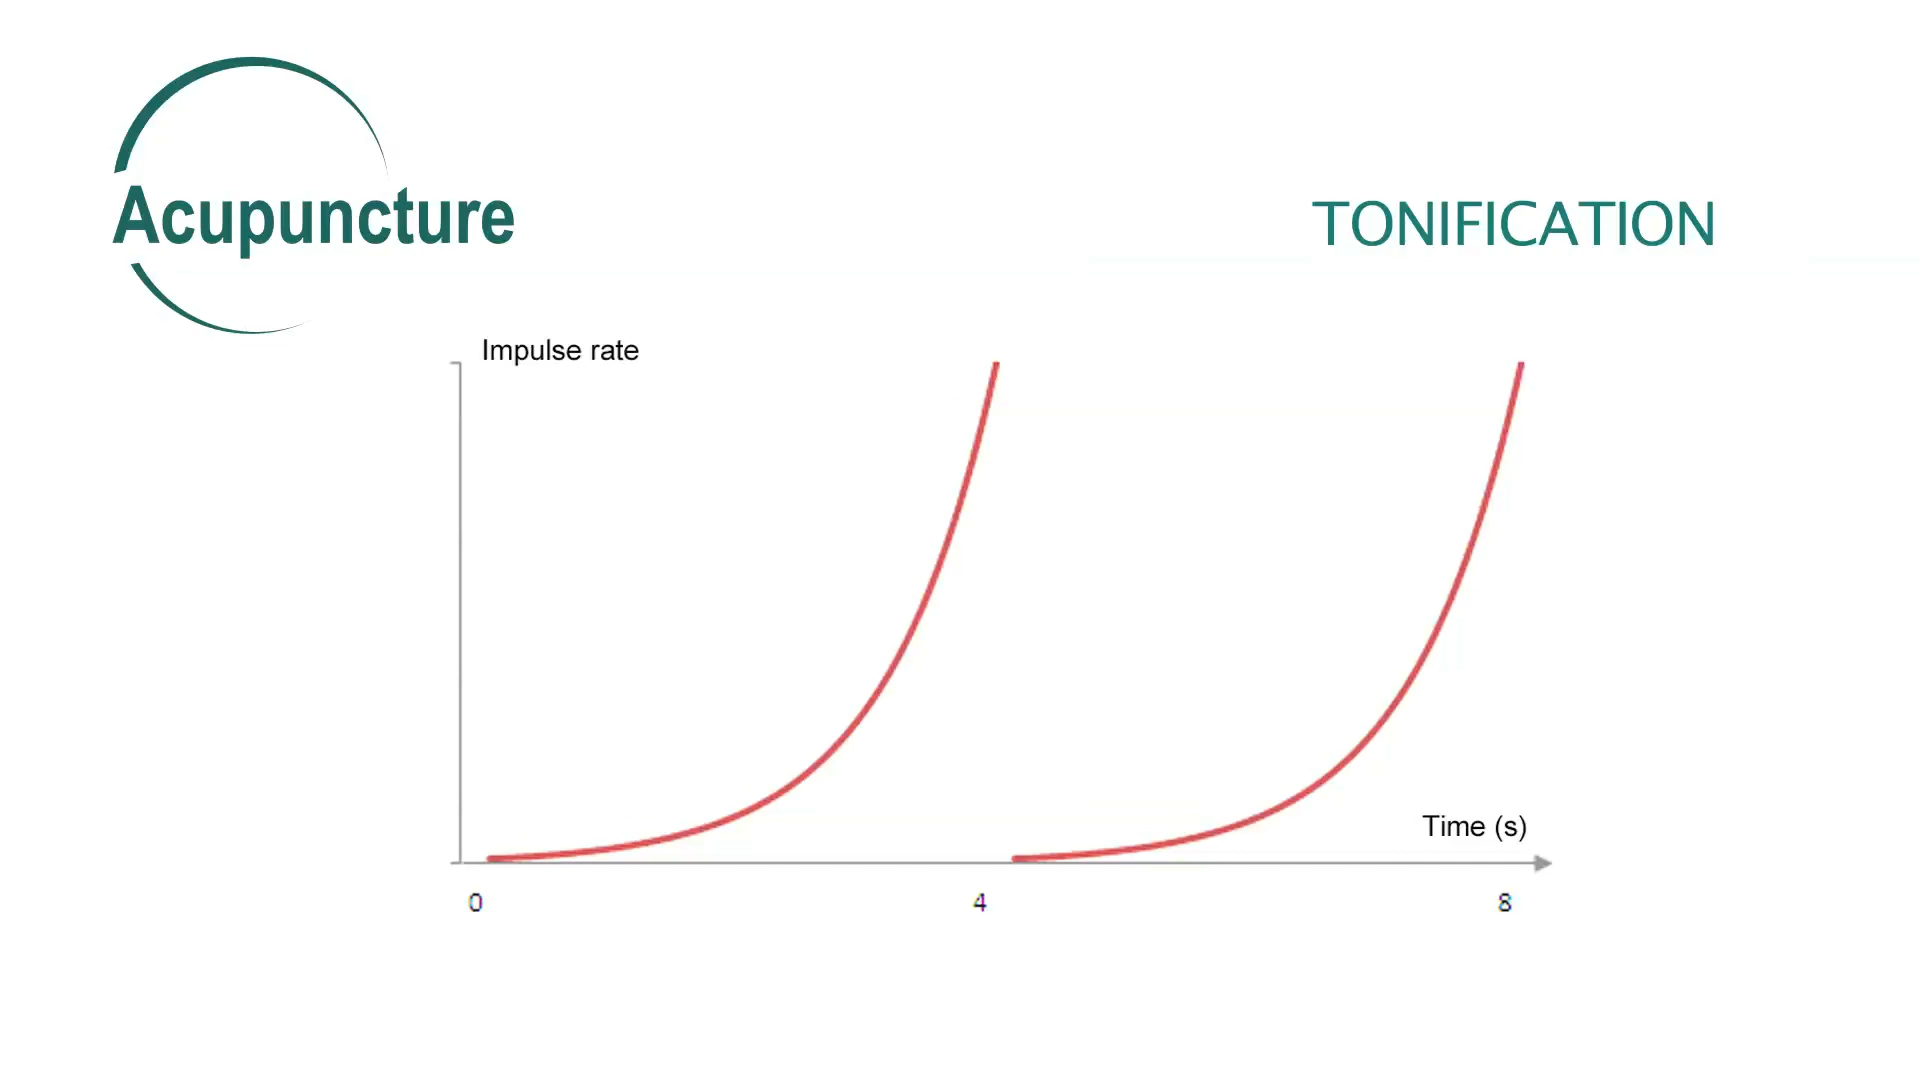 Acupuncture
TONIFICATION
Impulse rate
Time (s)
0 4 8